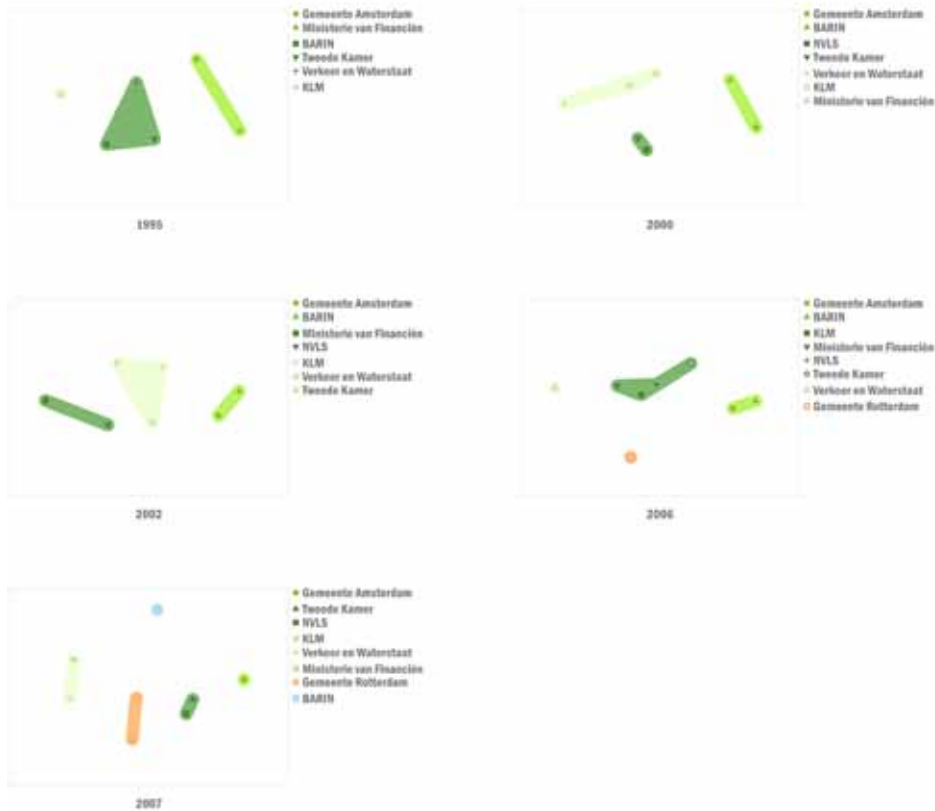 Gemeente Amsterdam
Ministerie van Financiën
BARIN
Tweede Kamer
Verkeer en Waterstaat
KLM
1995
Gemeente Amsterdam
BARIN
NVLS
Tweede Kamer
Verkeer en Waterstaat
KLM
Ministerie van Financiën
2000
Gemeente Amsterdam
BARIN
Ministerie van Financiën
NVLS
KLM
Verkeer en Waterstaat
Tweede Kamer
2002
Gemeente Amsterdam
BARIN
KLM
Ministerie van Financiën
NVLS
Tweede Kamer
Verkeer en Waterstaat
Gemeente Rotterdam
2006
Gemeente Amsterdam
Tweede Kamer
NVLS
KLM
Verkeer en Waterstaat
Ministerie van Financiën
Gemeente Rotterdam
BARIN
2007